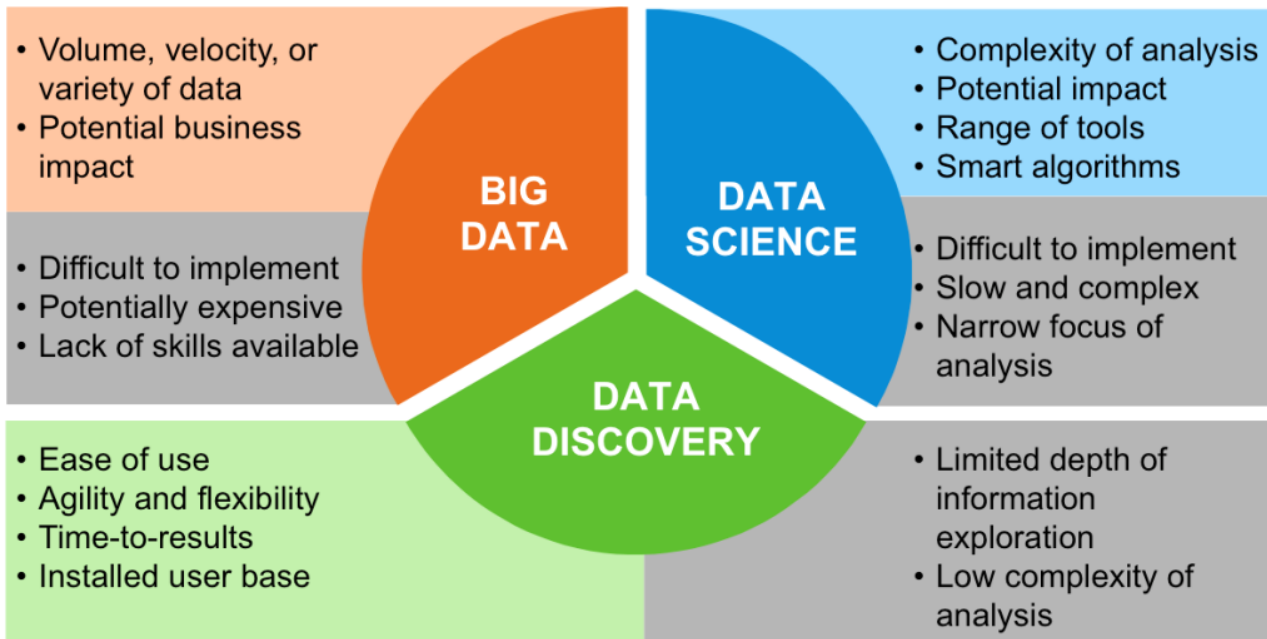 • Volume, velocity, or
variety of data
• Potential business
impact
• Difficult to implement
• Potentially expensive
• Lack of skills available
BIG
DATA
DATA
SCIENCE
• Complexity of analysis
• Potential impact
• Range of tools
• Smart algorithms
• Difficult to implement
• Slow and complex
• Narrow focus of
analysis
DATA
DISCOVERY
• Ease of use
• Agility and flexibility
• Time-to-results
• Installed user base
• Limited depth of
information
exploration
• Low complexity of
analysis